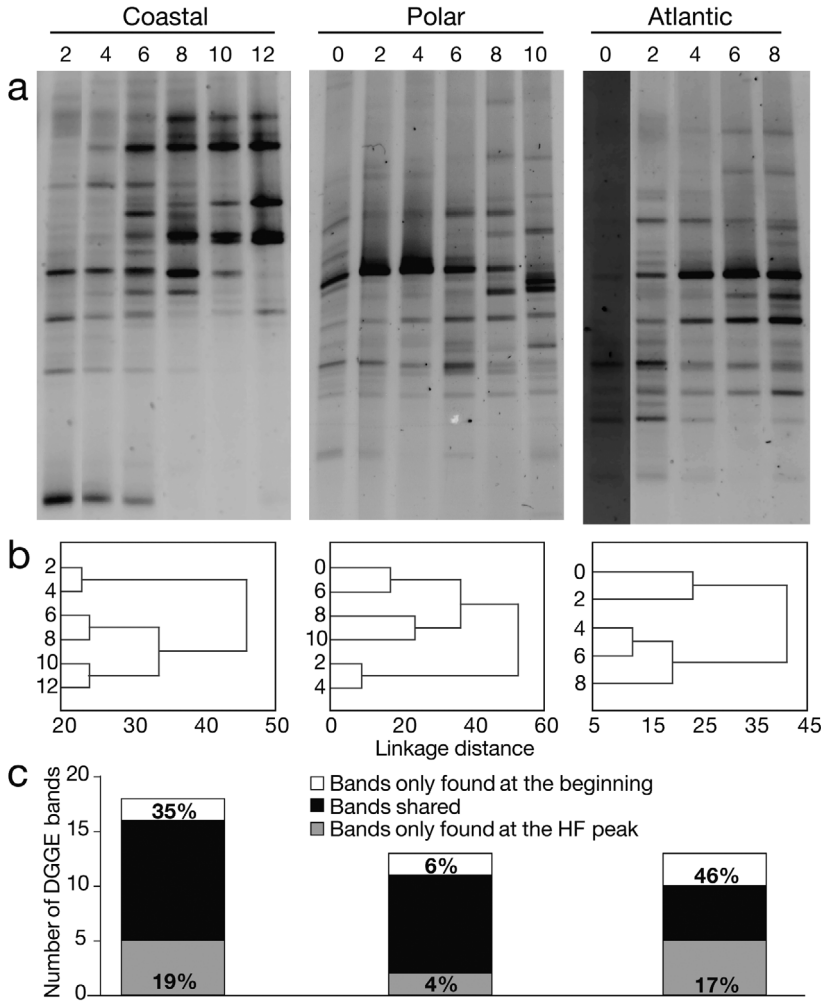 Coastal Polar Atlantic
2 4 6 8 10 12 0 2 4 6 8 10 0 2 4 6 8
a
b
2 0 0
4 6 2
6 8 4
8 10 6
10 2 8
12 4
20 30 40 50 0 20 40 60 5 15 25 35 45
Linkage distance
c
Number of DGGE bands
20
15
10
5
0
Bands only found at the beginning
Bands shared
Bands only found at the HF peak
35% 6% 46%
19% 4% 17%